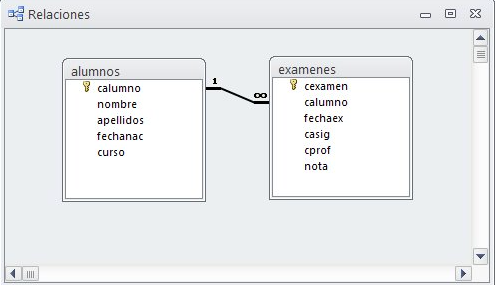 Relaciones
alumnos
calumno
nombre
apellidos
fechanac
curso
1
∞
examenes
cexamen
calumno
fechaex
casig
cprof
nota